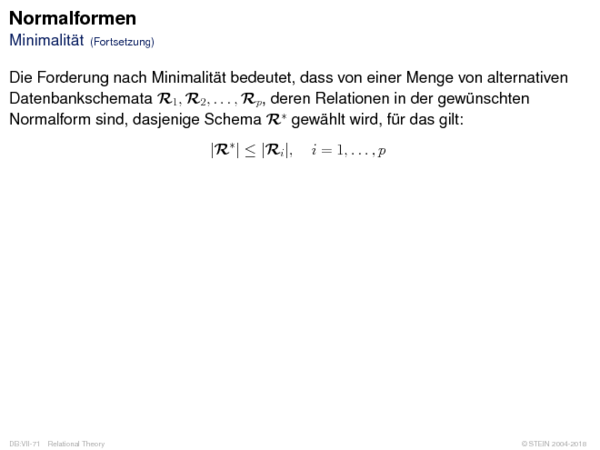 Normalformen
Minimalität (Fortsetzung)
Die Forderung nach Minimalität bedeutet, dass von einer Menge von alternativen
Datenbankschemata 𝓡₁, 𝓡₂, . . . , 𝓡ₚ, deren Relationen in der gewünschten
Normalform sind, dasjenige Schema 𝓡* gewählt wird, für das gilt:
|𝓡*| ≤ |𝓡ᵢ|, i = 1, . . . , p
DB:VII-71 Relational Theory
© STEIN 2004-2018